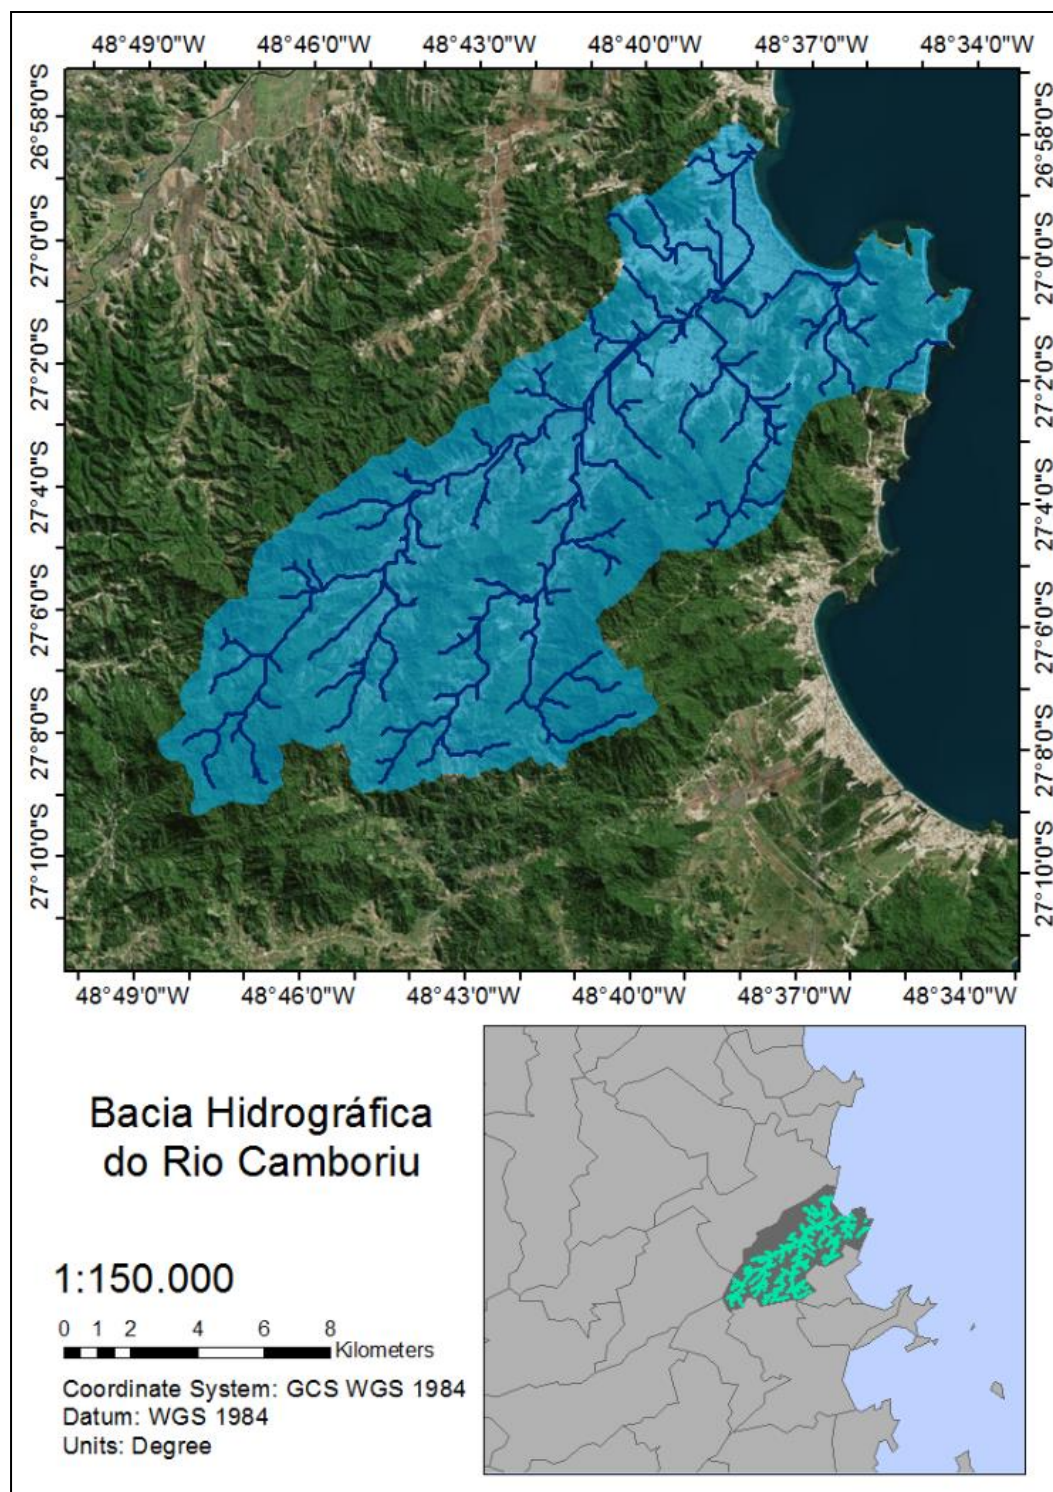 48°49'0"W 48°46'0"W 48°43'0"W 48°40'0"W 48°37'0"W 48°34'0"W
26°58'0"S
27°0'0"S
27°2'0"S
27°4'0"S
27°6'0"S
27°8'0"S
27°10'0"S
26°58'0"S
27°0'0"S
27°2'0"S
27°4'0"S
27°6'0"S
27°8'0"S
27°10'0"S
48°49'0"W 48°46'0"W 48°43'0"W 48°40'0"W 48°37'0"W 48°34'0"W
Bacia Hidrográfica
do Rio Camboriu
1:150.000
0 1 2 4 6 8
Kilometers
Coordinate System: GCS WGS 1984
Datum: WGS 1984
Units: Degree